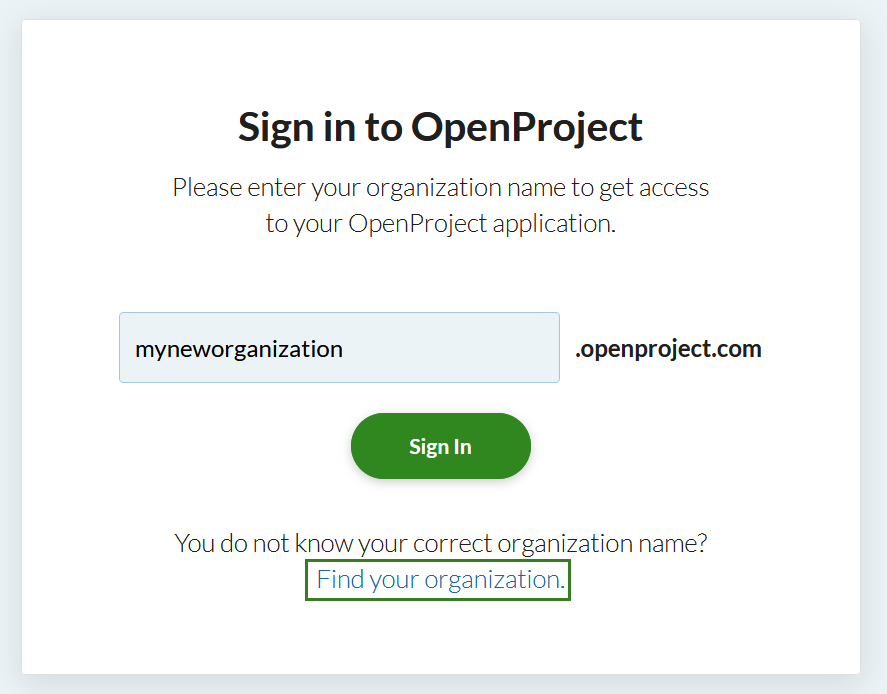 Sign in to OpenProject
Please enter your organization name to get access
to your OpenProject application.
myneworganization .openproject.com
Sign In
You do not know your correct organization name?
Find your organization.